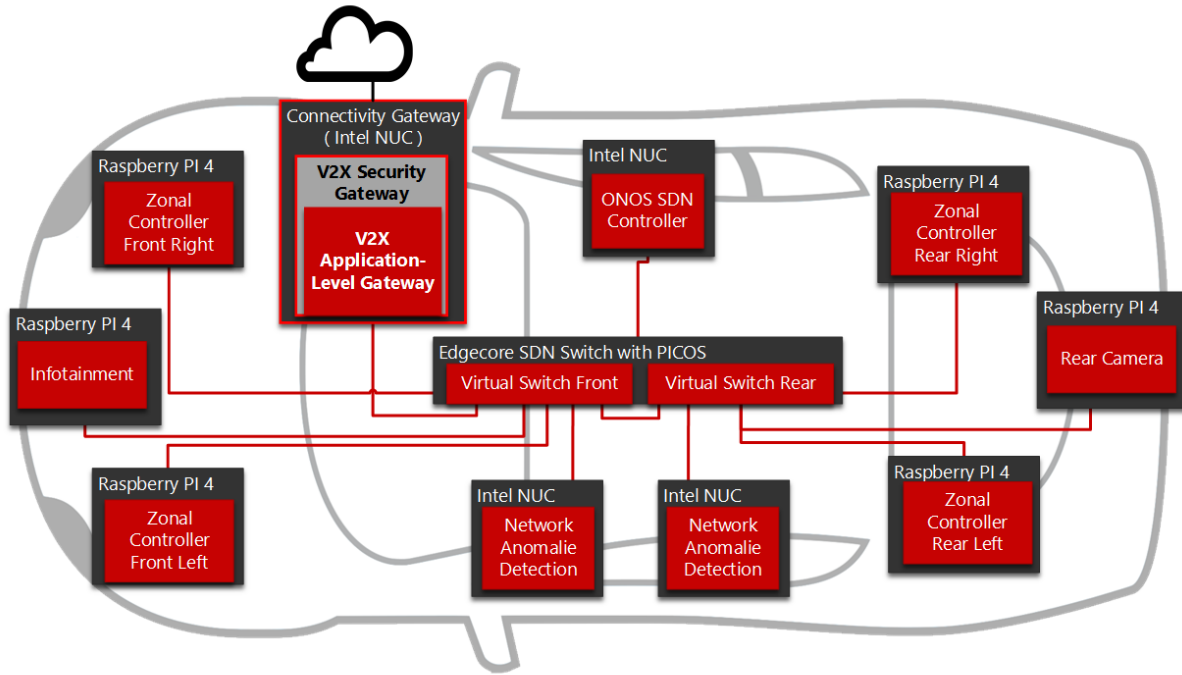 Connectivity Gateway
( Intel NUC )
V2X Security
Gateway
V2X
Application-
Level Gateway
Raspberry PI 4
Zonal
Controller
Front Right
Intel NUC
ONOS SDN
Controller
Raspberry PI 4
Zonal
Controller
Rear Right
Raspberry PI 4
Infotainment
Edgecore SDN Switch with PICOS
Virtual Switch Front
Virtual Switch Rear
Raspberry PI 4
Rear Camera
Raspberry PI 4
Zonal
Controller
Front Left
Intel NUC
Network
Anomalie
Detection
Intel NUC
Network
Anomalie
Detection
Raspberry PI 4
Zonal
Controller
Rear Left